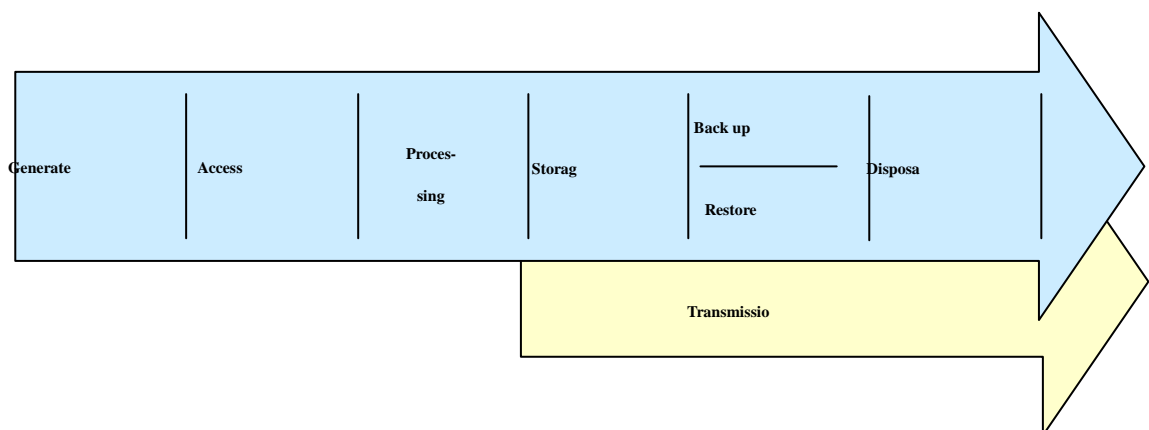 Generate
Access
Proces-
sing
Storag
Back up
Restore
Disposa
Transmissio